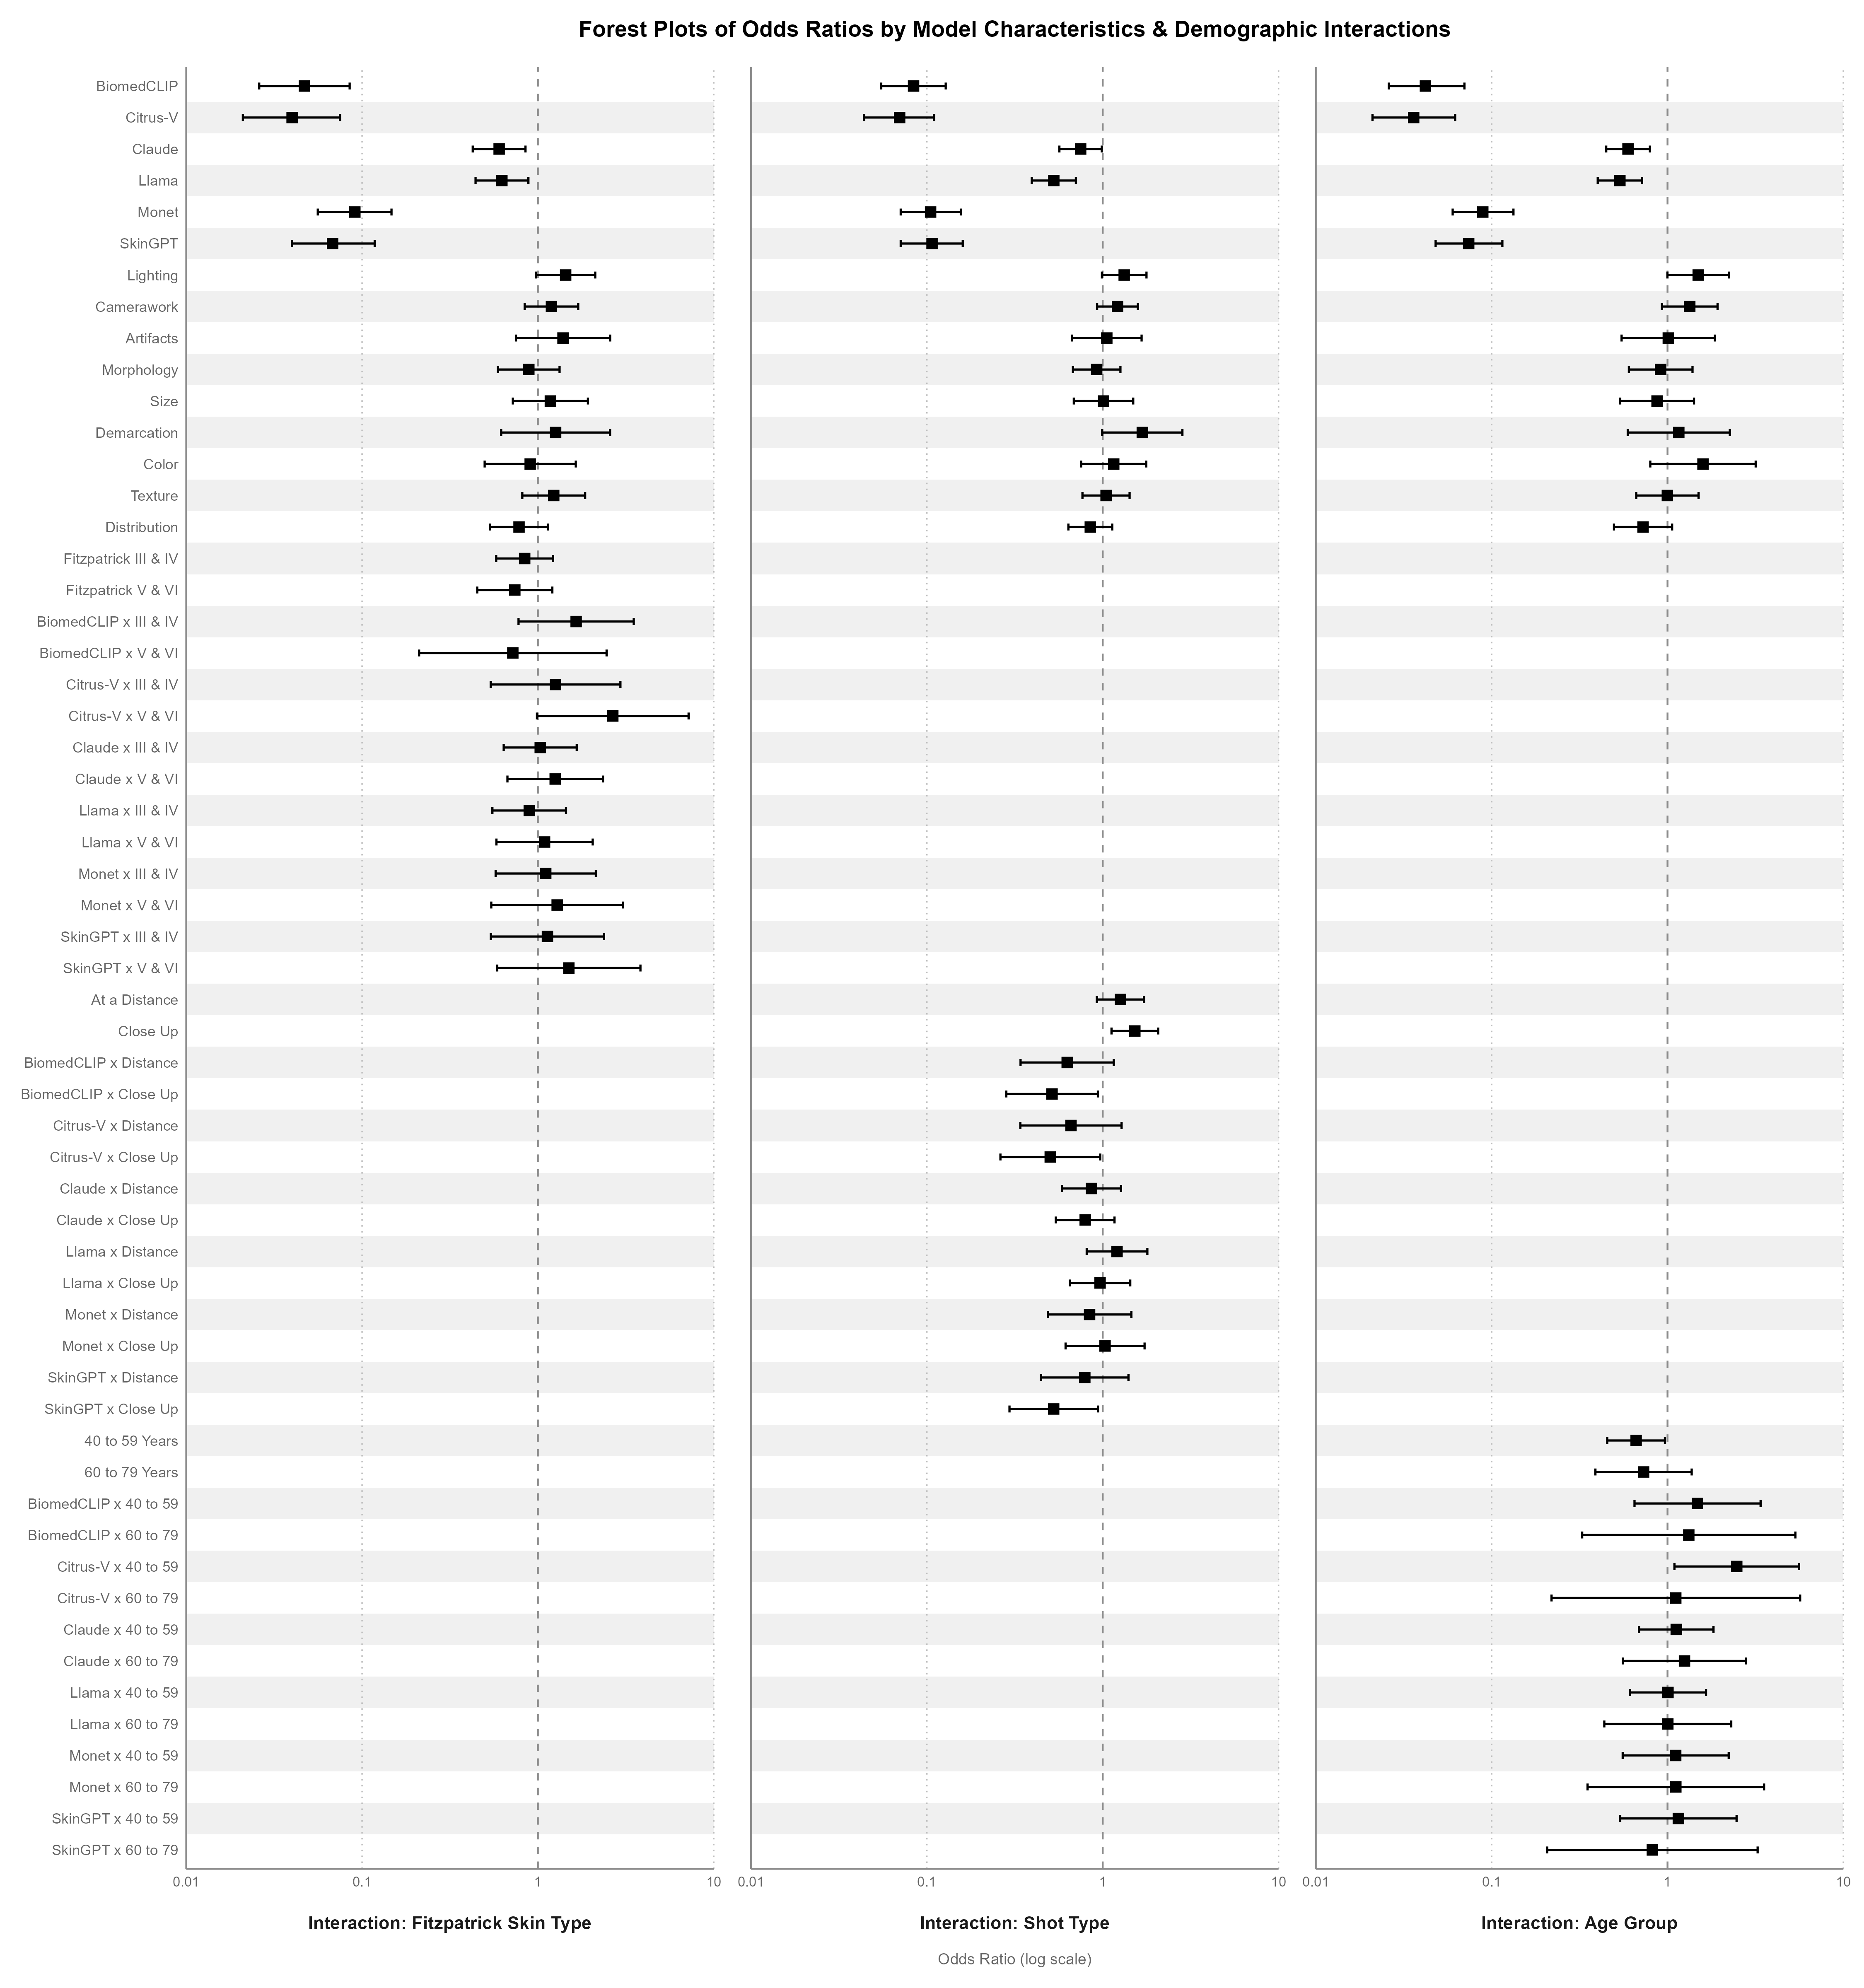 Forest Plots of Odds Ratios by Model Characteristics & Demographic Interactions
BiomedCLIP
Citrus-V
Claude
Llama
Monet
SkinGPT
Lighting
Camerawork
Artifacts
Morphology
Size
Demarcation
Color
Texture
Distribution
Fitzpatrick III & IV
Fitzpatrick V & VI
BiomedCLIP x III & IV
BiomedCLIP x V & VI
Citrus-V x III & IV
Citrus-V x V & VI
Claude x III & IV
Claude x V & VI
Llama x III & IV
Llama x V & VI
Monet x III & IV
Monet x V & VI
SkinGPT x III & IV
SkinGPT x V & VI
At a Distance
Close Up
BiomedCLIP x Distance
BiomedCLIP x Close Up
Citrus-V x Distance
Citrus-V x Close Up
Claude x Distance
Claude x Close Up
Llama x Distance
Llama x Close Up
Monet x Distance
Monet x Close Up
SkinGPT x Distance
SkinGPT x Close Up
40 to 59 Years
60 to 79 Years
BiomedCLIP x 40 to 59
BiomedCLIP x 60 to 79
Citrus-V x 40 to 59
Citrus-V x 60 to 79
Claude x 40 to 59
Claude x 60 to 79
Llama x 40 to 59
Llama x 60 to 79
Monet x 40 to 59
Monet x 60 to 79
SkinGPT x 40 to 59
SkinGPT x 60 to 79
0.01 0.1 1 10 0.01 0.1 1 10 0.01 0.1 1 10
Interaction: Fitzpatrick Skin Type Interaction: Shot Type Interaction: Age Group
Odds Ratio (log scale)